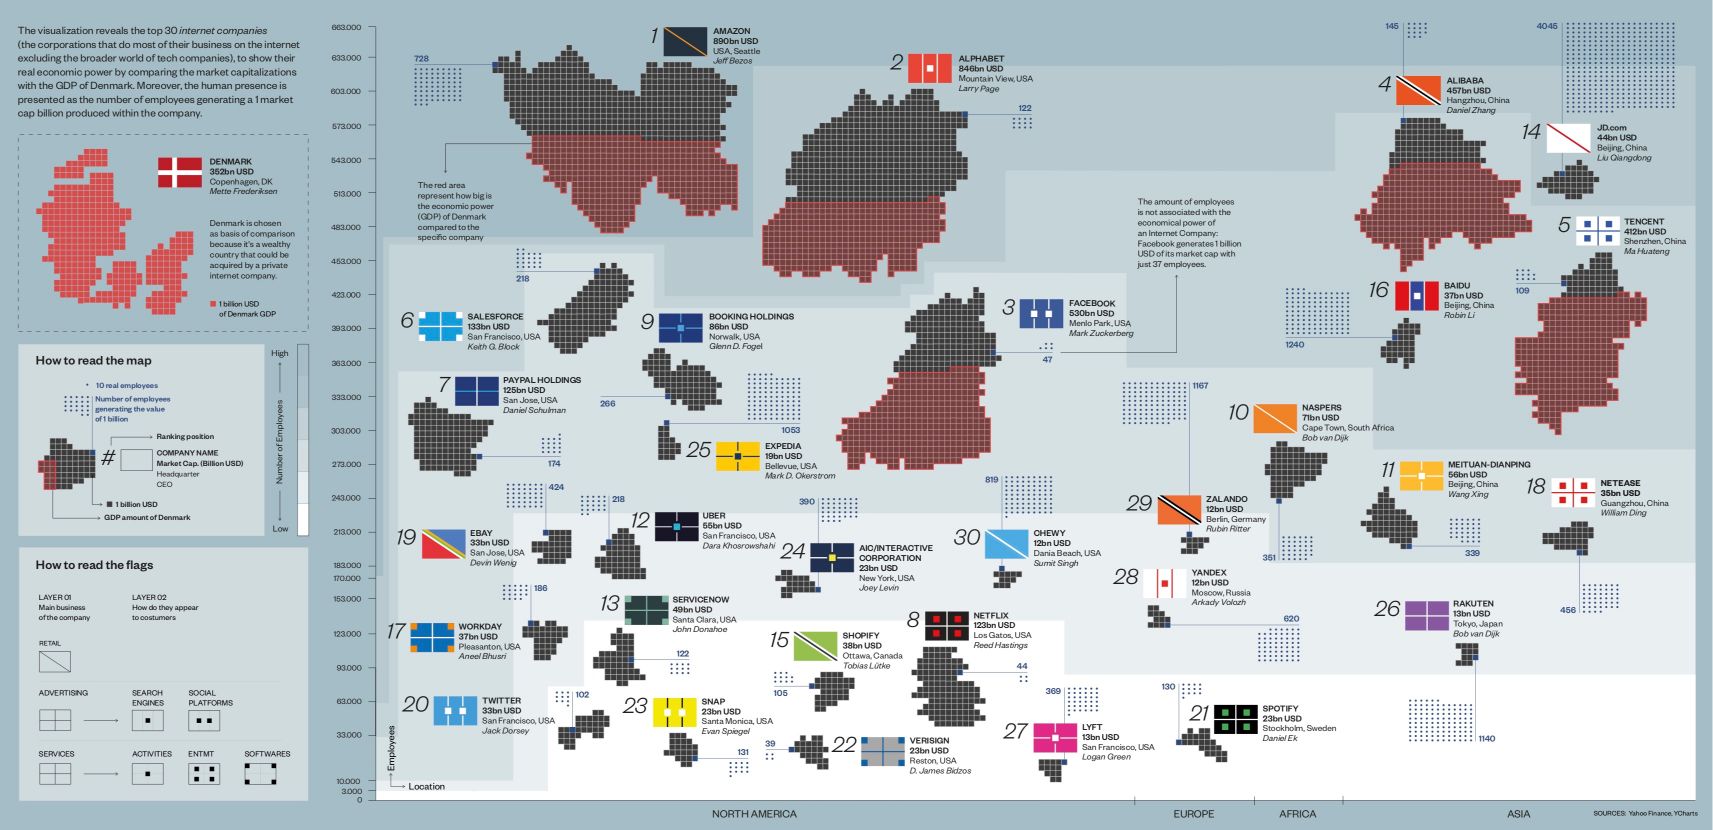 The visualization reveals the top 30 internet companies
(the corporations that do most of their business on the internet
excluding the broader world of tech companies), to show their
real economic power by comparing the market capitalizations
with the GDP of Denmark. Moreover, the human presence is
presented as the number of employees generating a 1 market
cap billion produced within the company.
DENMARK
352bn USD
Copenhagen, DK
Mette Frederiksen
Denmark is chosen
as basis of comparison
because it's a wealthy
country that could be
acquired by a private
internet company.
1 billion USD
of Denmark GDP
How to read the map
10 real employees
Number of employees
generating the value
of 1 billion
Ranking position
#
COMPANY NAME
Market Cap. (Billion USD)
Headquarter
CEO
1 billion USD
GDP amount of Denmark
High
Number of Employees
Low
How to read the flags
LAYER 01
Main business
of the company
LAYER 02
How do they appear
to costumers
RETAIL
ADVERTISING
SEARCH
ENGINES
SOCIAL
PLATFORMS
SERVICES
ACTIVITIES
ENTMT
SOFTWARES
663.000
633.000
603.000
573.000
543.000
513.000
483.000
453.000
423.000
393.000
363.000
333.000
303.000
273.000
243.000
213.000
183.000
170.000
153.000
123.000
93.000
63.000
33.000
10.000
3.000
0
Employees
Location
728
1
AMAZON
890bn USD
USA, Seattle
Jeff Bezos
The red area
represent how big is
the economic power
(GDP) of Denmark
compared to the
specific company
2
ALPHABET
846bn USD
Mountain View, USA
Larry Page
122
145
4
ALIBABA
457bn USD
Hangzhou, China
Daniel Zhang
4045
14
JD.com
44bn USD
Beijing, China
Liu Qiangdong
The amount of employees
is not associated with the
economical power of
an Internet Company:
Facebook generates 1 billion
USD of its market cap with
just 37 employees.
5
TENCENT
412bn USD
Shenzhen, China
Ma Huateng
109
16
BAIDU
37bn USD
Beijing, China
Robin Li
1240
218
6
SALESFORCE
133bn USD
San Francisco, USA
Keith G. Block
9
BOOKING HOLDINGS
86bn USD
Norwalk, USA
Glenn D. Fogel
266
3
FACEBOOK
530bn USD
Menlo Park, USA
Mark Zuckerberg
47
7
PAYPAL HOLDINGS
125bn USD
San Jose, USA
Daniel Schulman
174
1053
25
EXPEDIA
19bn USD
Bellevue, USA
Mark D. Okerstrom
1167
10
NASPERS
71bn USD
Cape Town, South Africa
Bob van Dijk
351
11
MEITUAN-DIANPING
56bn USD
Beijing, China
Wang Xing
339
18
NETEASE
35bn USD
Guangzhou, China
William Ding
456
424
19
EBAY
33bn USD
San Jose, USA
Devin Wenig
218
12
UBER
55bn USD
San Francisco, USA
Dara Khosrowshahi
390
24
AIC/INTERACTIVE
CORPORATION
23bn USD
New York, USA
Joey Levin
819
30
CHEWY
12bn USD
Dania Beach, USA
Sumit Singh
29
ZALANDO
12bn USD
Berlin, Germany
Rubin Ritter
28
YANDEX
12bn USD
Moscow, Russia
Arkady Volozh
620
26
RAKUTEN
13bn USD
Tokyo, Japan
Bob van Dijk
1140
186
17
WORKDAY
37bn USD
Pleasanton, USA
Aneel Bhusri
13
SERVICENOW
49bn USD
Santa Clara, USA
John Donahoe
122
15
SHOPIFY
38bn USD
Ottawa, Canada
Tobias Lütke
105
8
NETFLIX
123bn USD
Los Gatos, USA
Reed Hastings
44
20
TWITTER
33bn USD
San Francisco, USA
Jack Dorsey
102
23
SNAP
23bn USD
Santa Monica, USA
Evan Spiegel
131
39
22
VERISIGN
23bn USD
Reston, USA
D. James Bidzos
369
27
LYFT
13bn USD
San Francisco, USA
Logan Green
130
21
SPOTIFY
23bn USD
Stockholm, Sweden
Daniel Ek
NORTH AMERICA
EUROPE
AFRICA
ASIA
SOURCES: Yahoo Finance, YCharts